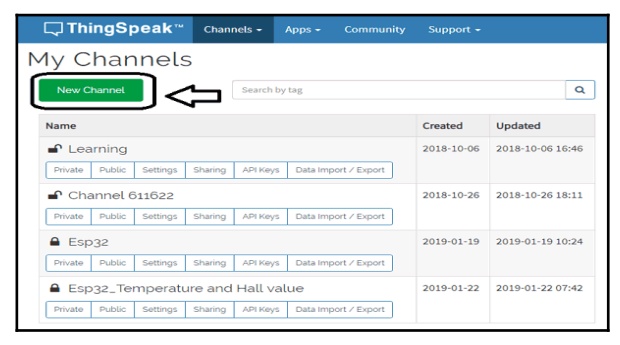 ThingSpeak™ Channels Apps Community Support
My Channels
New Channel Search by tag
Name Created Updated
Learning 2018-10-06 2018-10-06 16:46
Private Public Settings Sharing API Keys Data Import / Export
Channel 611622 2018-10-26 2018-10-26 18:11
Private Public Settings Sharing API Keys Data Import / Export
Esp32 2019-01-19 2019-01-19 10:24
Private Public Settings Sharing API Keys Data Import / Export
Esp32_Temperature and Hall value 2019-01-22 2019-01-22 07:42
Private Public Settings Sharing API Keys Data Import / Export